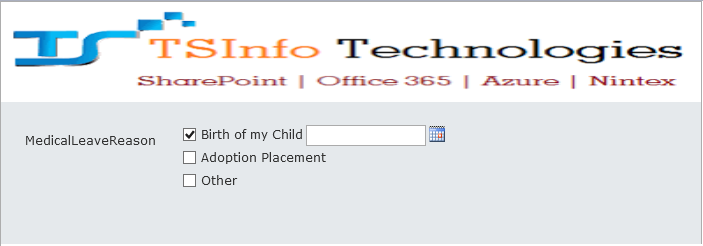 TSInfo Technologies
SharePoint | Office 365 | Azure | Nintex
MedicalLeaveReason
Birth of my Child
Adoption Placement
Other